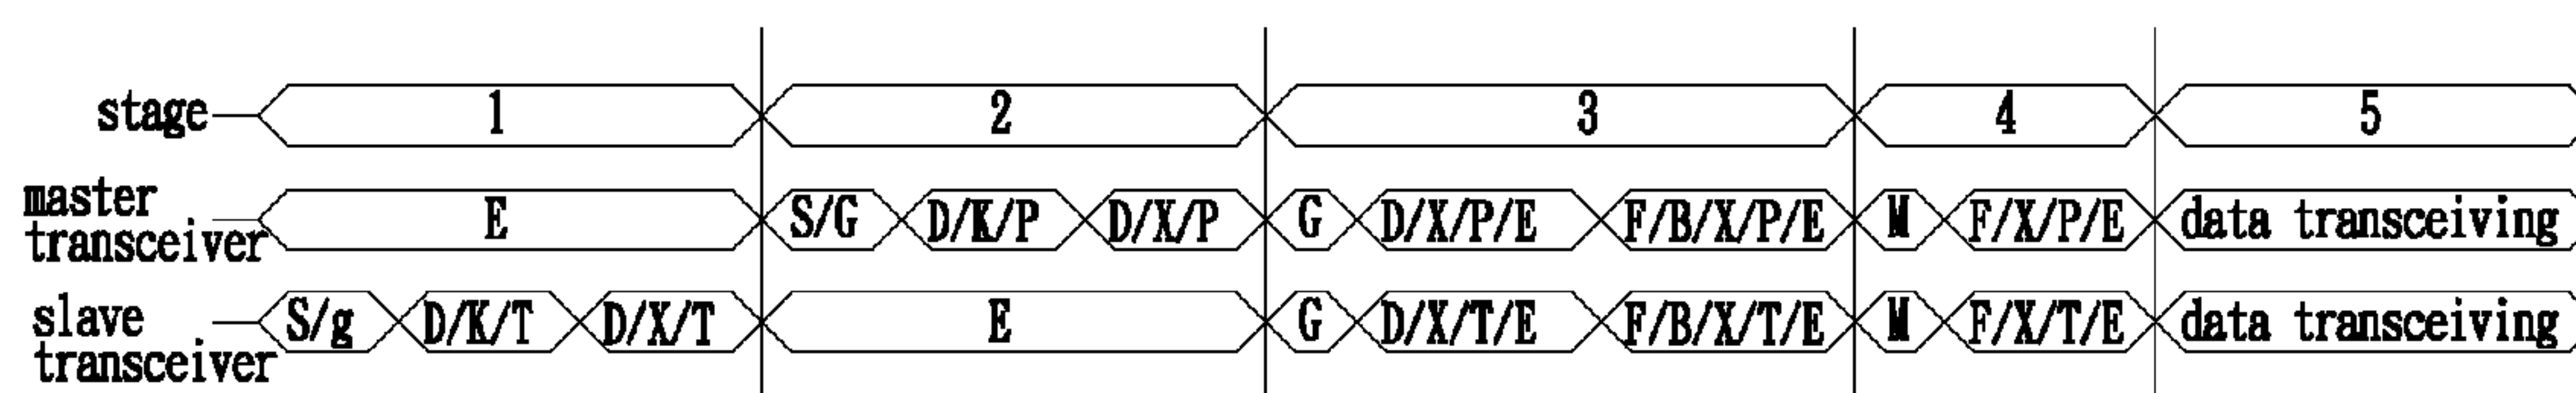 stage 1 2 3 4 5
master
transceiver E S/G D/K/P D/X/P G D/X/P/E F/B/X/P/E M F/X/P/E data transceiving
slave
transceiver S/g D/K/T D/X/T E G D/X/T/E F/B/X/T/E M F/X/T/E data transceiving